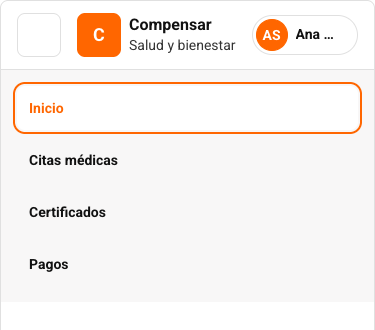 C
Compensar
Salud y bienestar
AS
Ana ...
Inicio
Citas médicas
Certificados
Pagos